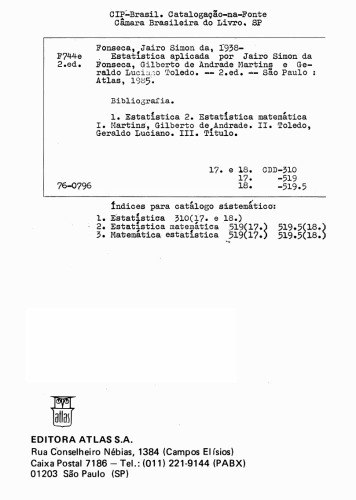 CIP-Brasil. Catalogação-na-Fonte
Câmara Brasileira do Livro, SP
Fonseca, Jairo Simon da, 1938-
F744e Estatística aplicada por Jairo Simon da
2.ed. Fonseca, Gilberto de Andrade Martins e Ge-
raldo Luciano Toledo. -- 2.ed. -- São Paulo :
Atlas, 1985.
Bibliografia.
1. Estatística 2. Estatística matemática
I. Martins, Gilberto de Andrade. II. Toledo,
Geraldo Luciano. III. Título.
17. e 18. CDD-310
17. -519
76-0796 18. -519.5
Índices para catálogo sistemático:
1. Estatística 310(17. e 18.)
2. Estatística matemática 519(17.) 519.5(18.)
3. Matemática estatística 519(17.) 519.5(18.)
atlas
EDITORA ATLAS S.A.
Rua Conselheiro Nébias, 1384 (Campos Elísios)
Caixa Postal 7186 – Tel.: (011) 221-9144 (PABX)
01203 São Paulo (SP)